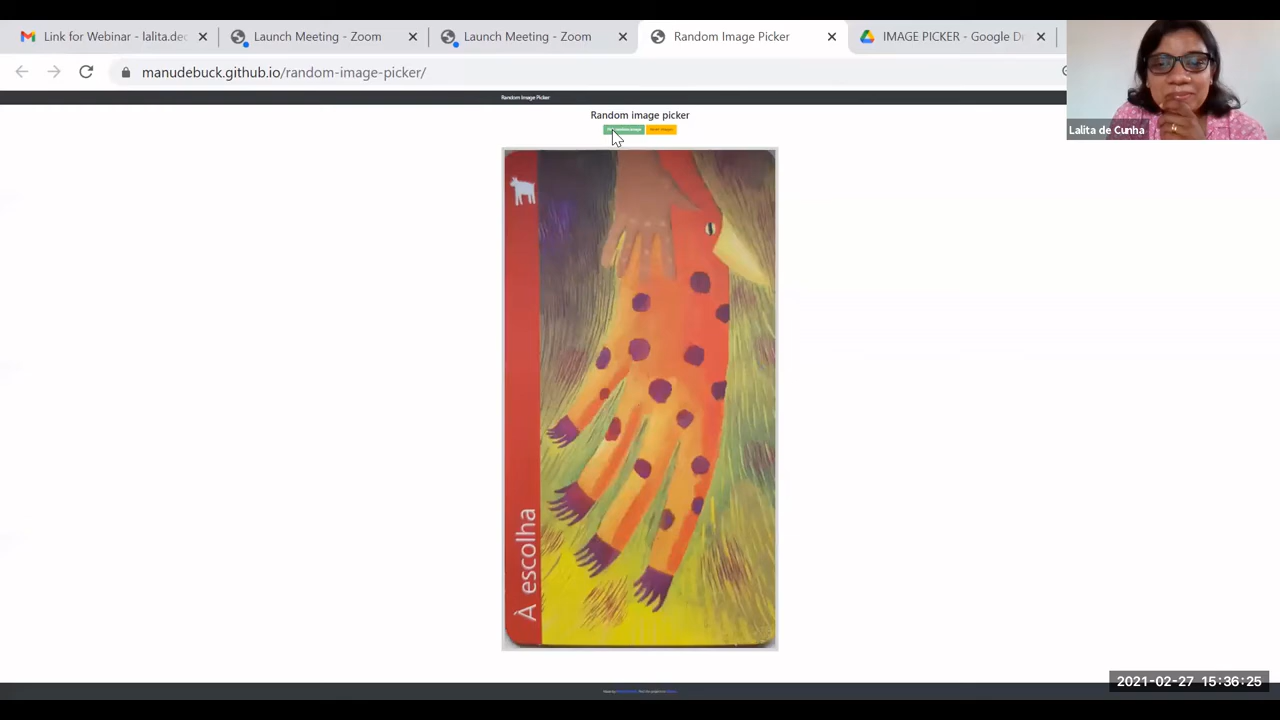 Link for Webinar - lalita.dec
Launch Meeting - Zoom
Launch Meeting - Zoom
Random Image Picker
IMAGE PICKER - Google Dr
manudebuck.github.io/random-image-picker/
Random Image Picker
Random image picker
Lalita de Cunha
À escolha
2021-02-27 15:36:25